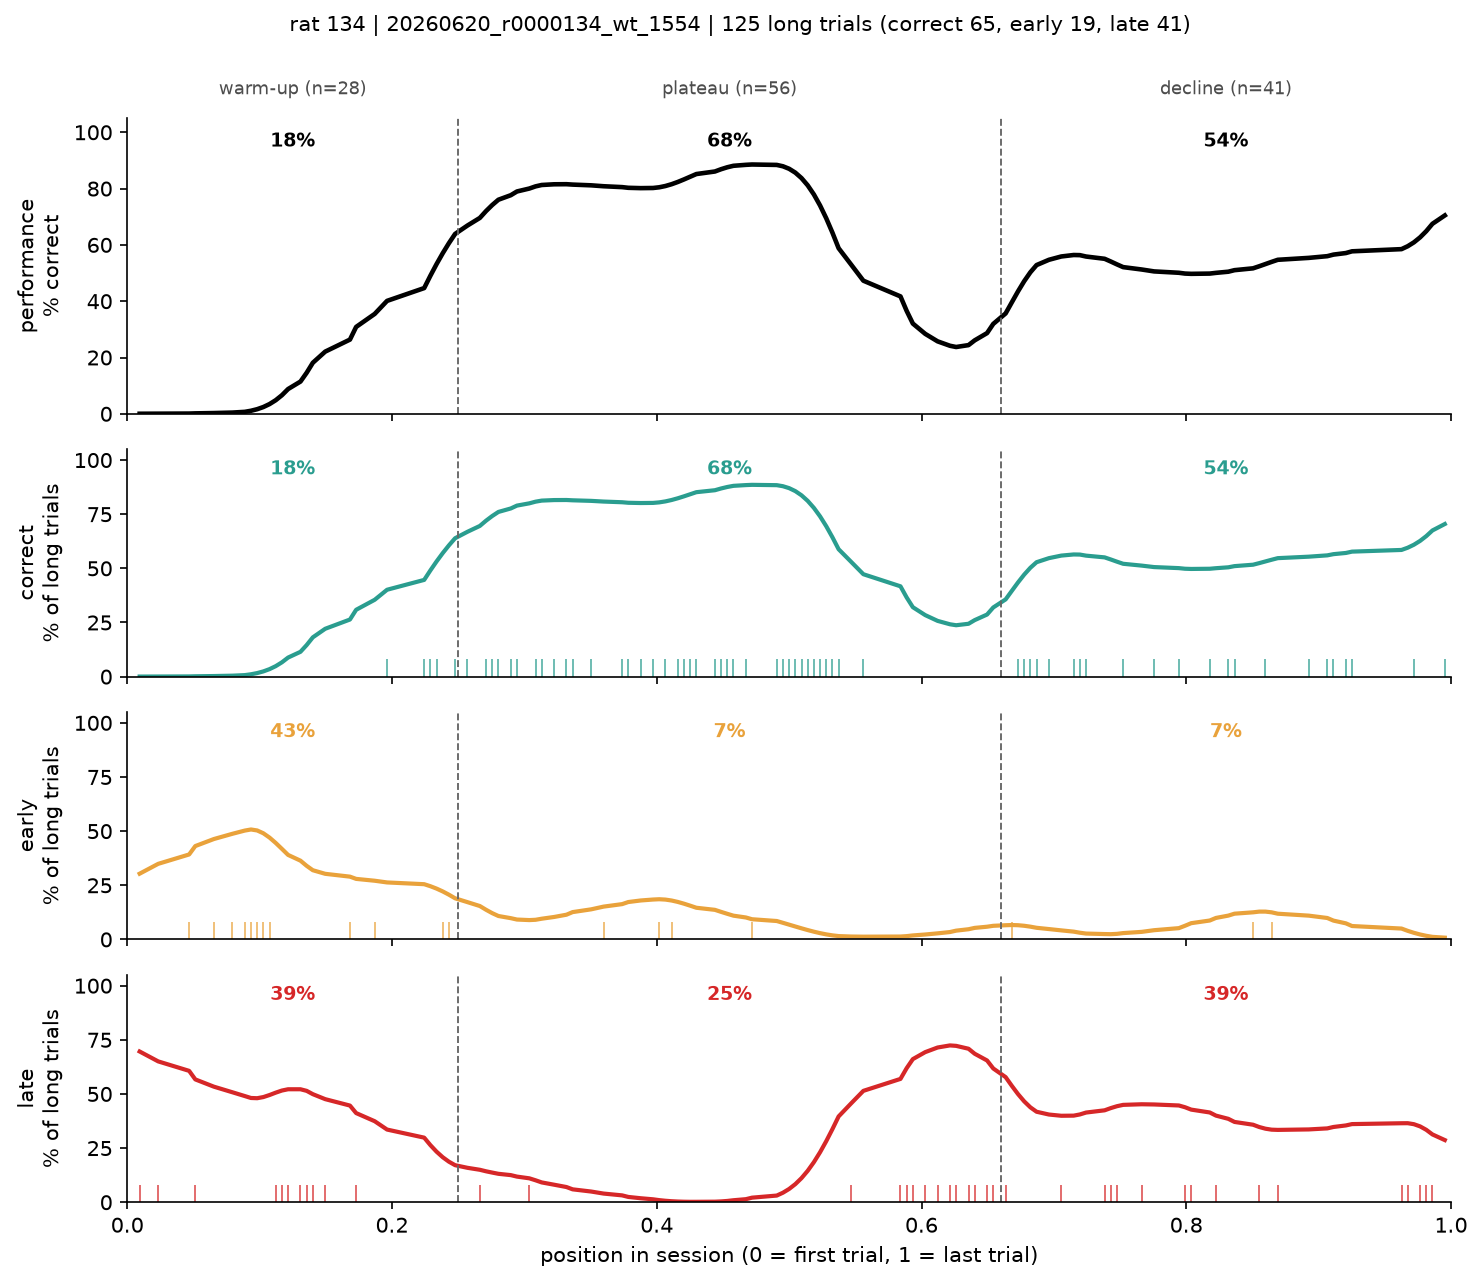 rat 134 | 20260620_r0000134_wt_1554 | 125 long trials (correct 65, early 19, late 41)
warm-up (n=28) plateau (n=56) decline (n=41)
performance
% correct
100
80
60
40
20
0
18% 68% 54%
correct
% of long trials
100
75
50
25
0
18% 68% 54%
early
% of long trials
100
75
50
25
0
43% 7% 7%
late
% of long trials
100
75
50
25
0
39% 25% 39%
0.0 0.2 0.4 0.6 0.8 1.0
position in session (0 = first trial, 1 = last trial)